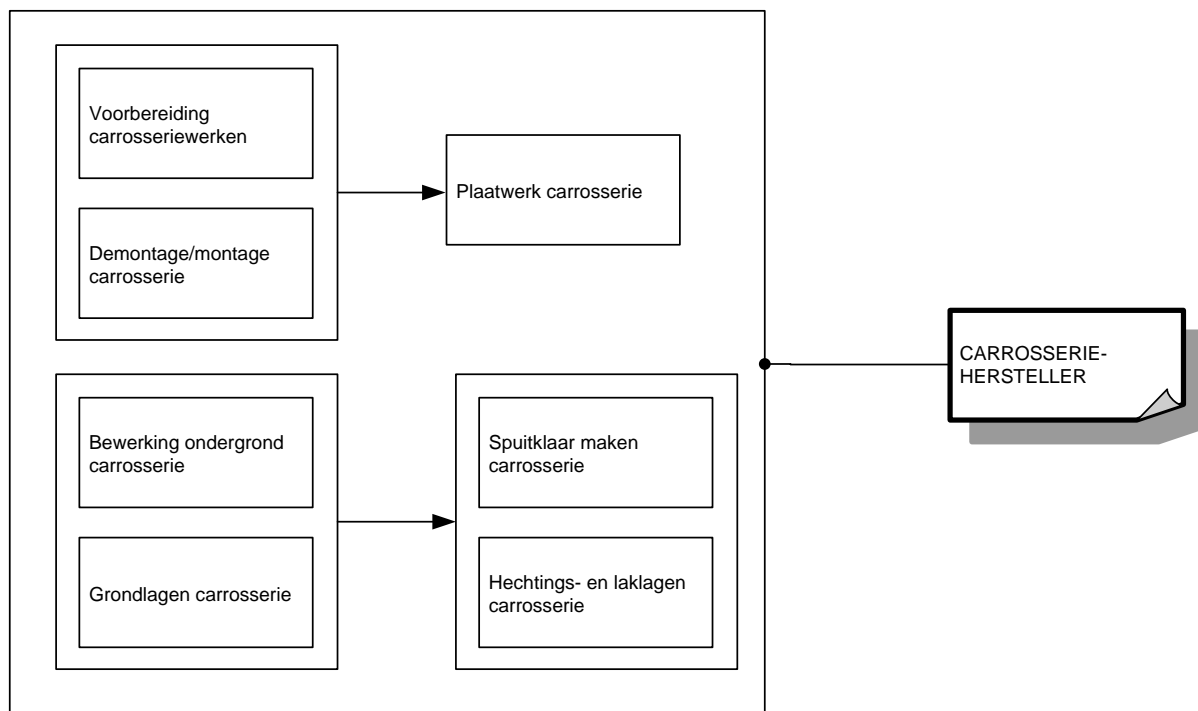 Voorbereiding
carrosseriewerken
Demontage/montage
carrosserie
Plaatwerk carrosserie
Bewerking ondergrond
carrosserie
Grondlagen carrosserie
Spuitklaar maken
carrosserie
Hechtings- en laklagen
carrosserie
CARROSSERIE-
HERSTELLER